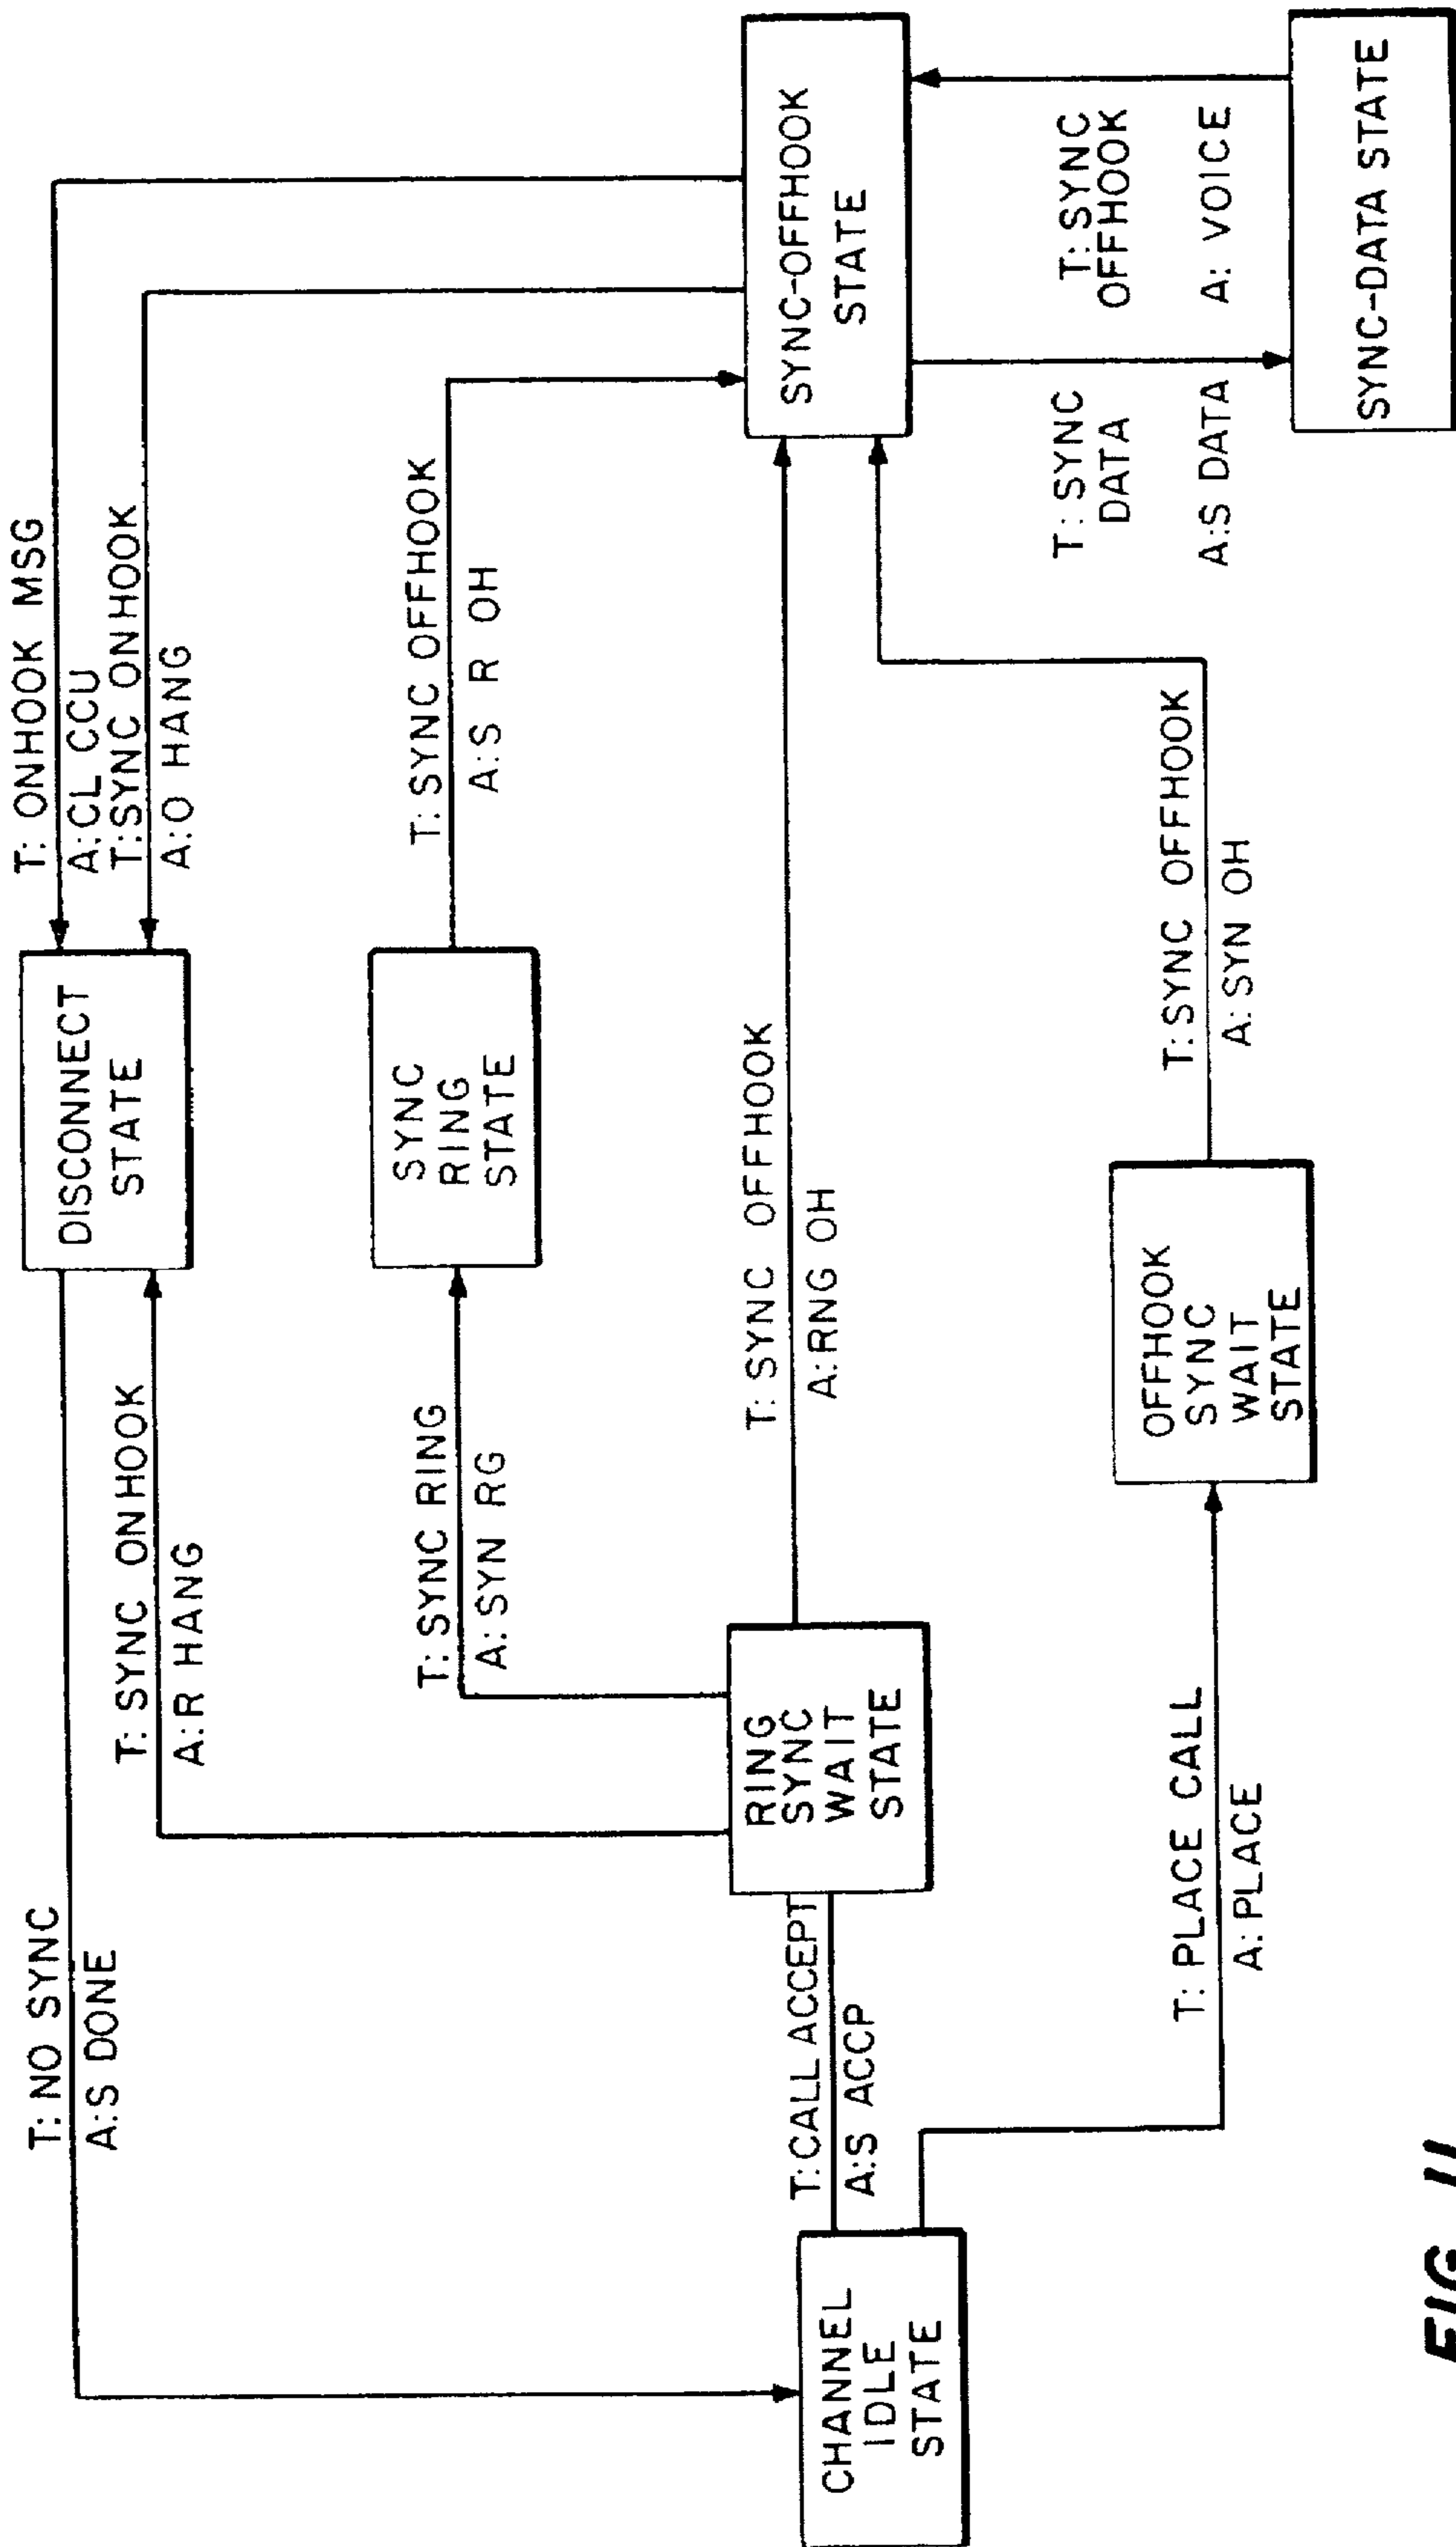 T: NO SYNC
A:S DONE
T: SYNC ONHOOK
A:R HANG
DISCONNECT
STATE
T: ONHOOK MSG
A:CL CCU
T:SYNC ONHOOK
A:O HANG
T: SYNC RING
A:SYN RG
SYNC
RING
STATE
T: SYNC OFFHOOK
A:S R OH
CHANNEL
IDLE
STATE
T:CALL ACCEPT
A:S ACCP
RING
SYNC
WAIT
STATE
T: SYNC OFFHOOK
A:RNG OH
SYNC-OFFHOOK
STATE
T: PLACE CALL
A: PLACE
OFFHOOK
SYNC
WAIT
STATE
T:SYNC OFFHOOK
A:SYN OH
T: SYNC
DATA
A:S DATA
T: SYNC
OFFHOOK
A: VOICE
SYNC-DATA STATE
FIG. 11